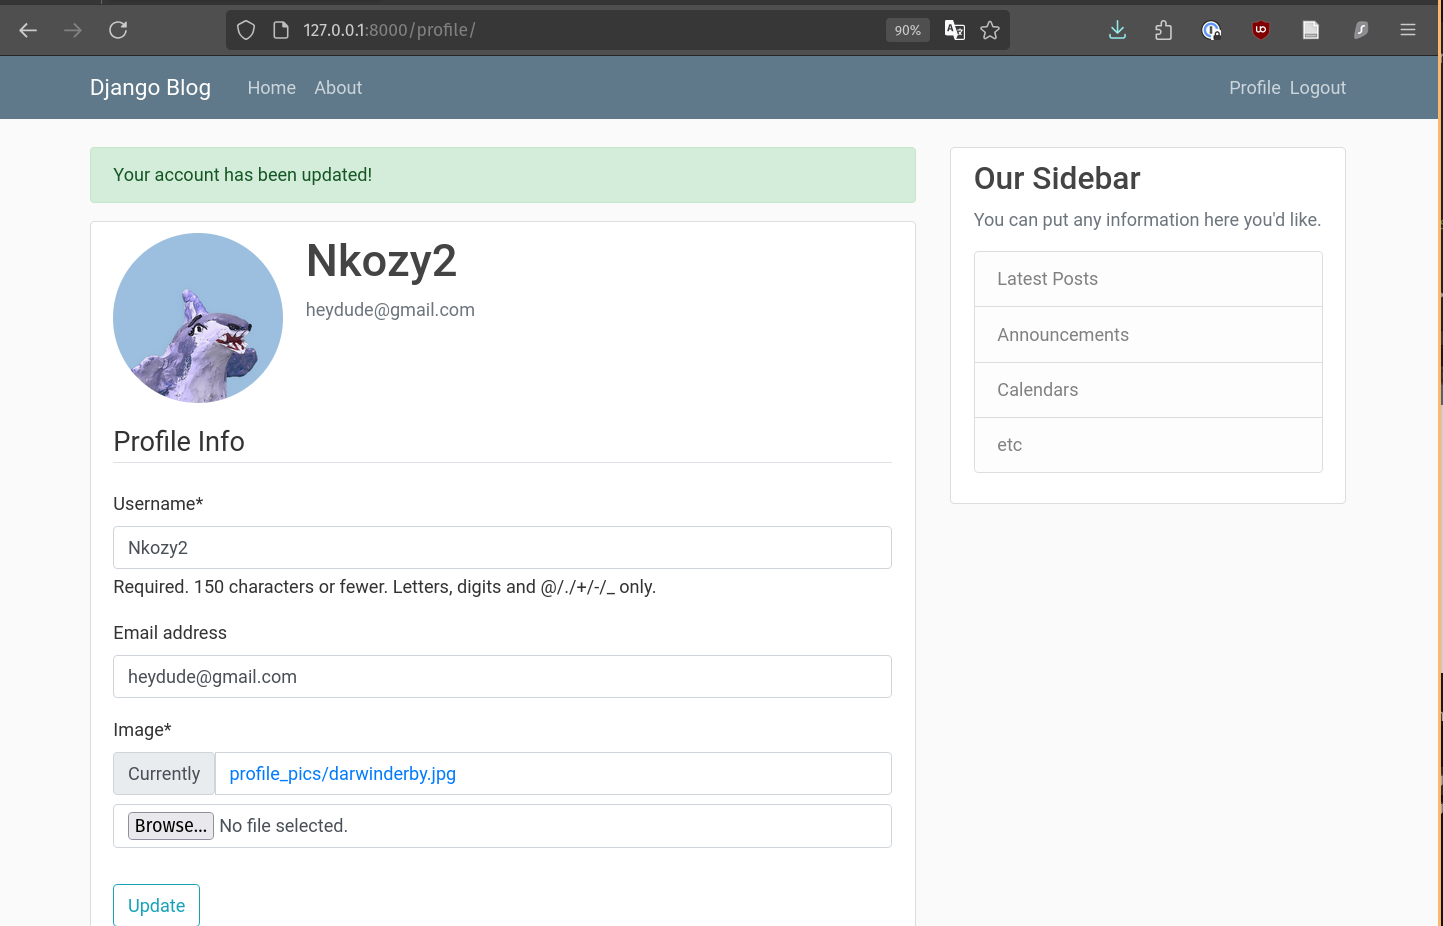 127.0.0.1:8000/profile/
90%
Django Blog Home About Profile Logout
Your account has been updated!
Nkozy2
heydude@gmail.com
Profile Info
Username*
Nkozy2
Required. 150 characters or fewer. Letters, digits and @/./+/-/_ only.
Email address
heydude@gmail.com
Image*
Currently profile_pics/darwinderby.jpg
Browse... No file selected.
Update
Our Sidebar
You can put any information here you'd like.
Latest Posts
Announcements
Calendars
etc